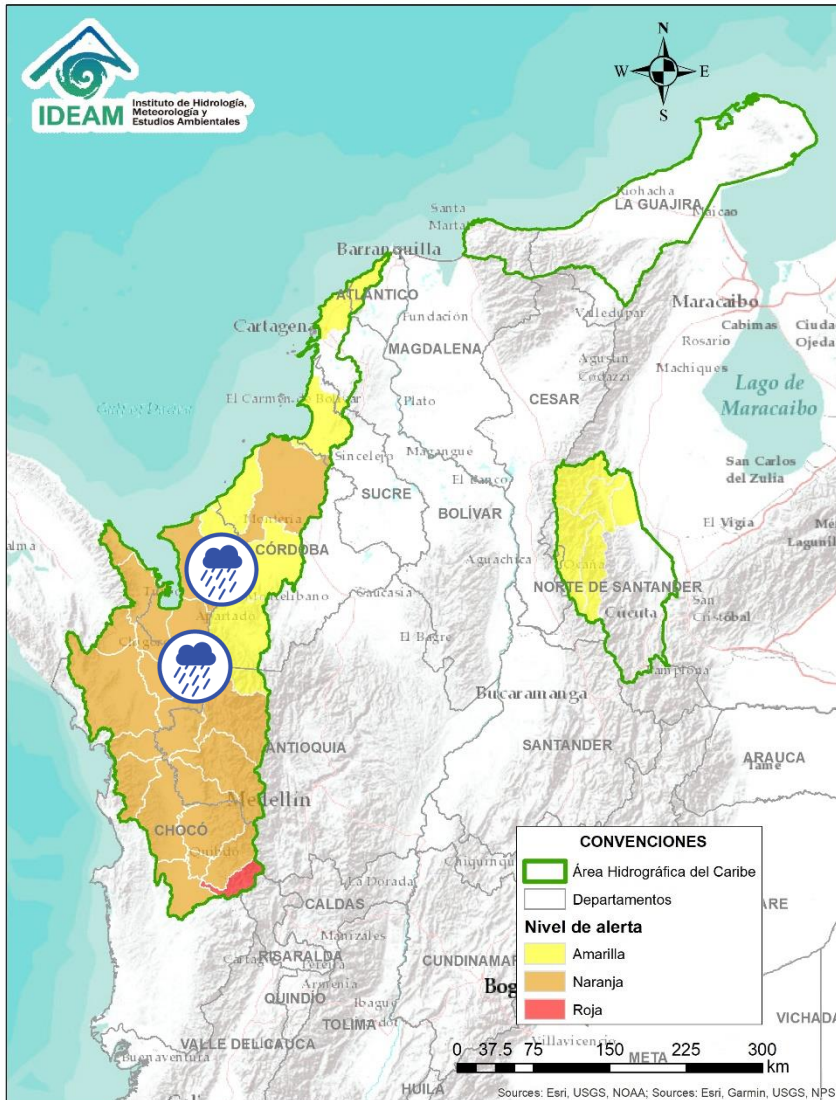 IDEAM
Instituto de Hidrología,
Meteorología y
Estudios Ambientales
N
W
E
S
Riohacha
LA GUAJIRA
Maicao
Santa
Marta
Barranquilla
ATLÁNTICO
Cartagena
Fundación
MAGDALENA
Valledupar
Maracaibo
Cabimas
Ciuda
Ojeda
Rosario
Machiques
Agustín
Codazzi
CESAR
Lago de
Maracaibo
El Carmen de Bolívar
Plato
Sincelejo
Magangué
El Banco
SUCRE
BOLÍVAR
San Carlos
del Zulia
El Vigía
Montería
CÓRDOBA
Aguachica
Ocaña
NORTE DE SANTANDER
Cúcuta
San
Cristóbal
Montelíbano
Caucasia
Apartadó
El Bagre
Pamplona
Bucaramanga
ANTIOQUIA
SANTANDER
ARAUCA
Tame
Medellín
CHOCÓ
Quibdó
La Dorada
CALDAS
Manizales
RISARALDA
Pereira
Armenia
QUINDÍO
Ibagué
TOLIMA
VALLE DEL CAUCA
Buenaventura
HUILA
Villavicencio
META
VICHADA
CONVENCIONES
Área Hidrográfica del Caribe
Departamentos
Nivel de alerta
Amarilla
Naranja
Roja
0 37.5 75 150 225 300
km
Sources: Esri, USGS, NOAA; Sources: Esri, Garmin, USGS, NPS